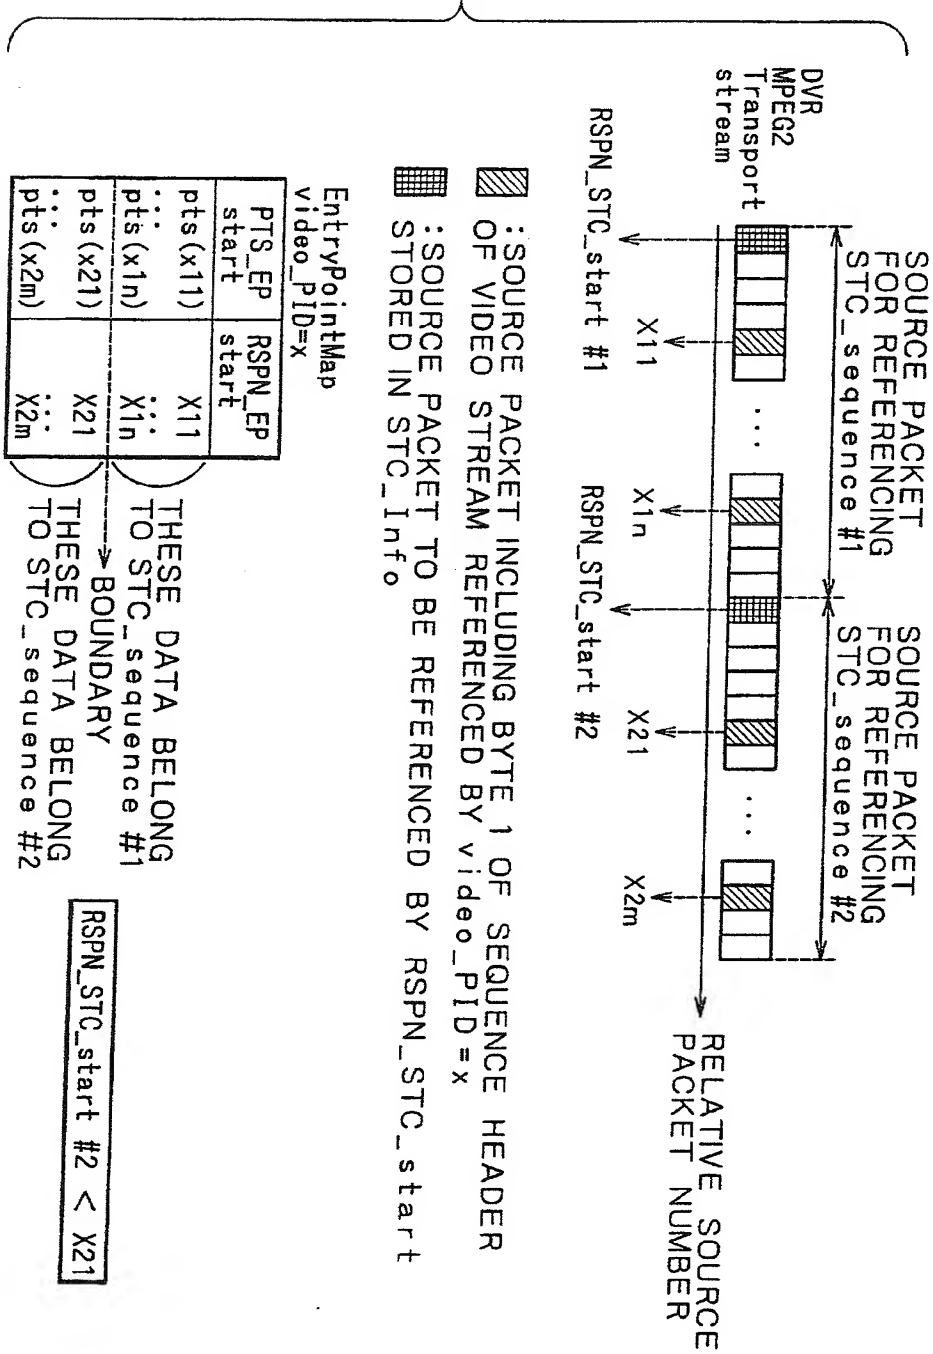 SOURCE PACKET
FOR REFERENCING
STC_sequence #1
SOURCE PACKET
FOR REFERENCING
STC_sequence #2
DVR
MPEG2
Transport
stream
...
...
RELATIVE SOURCE
PACKET NUMBER
RSPN_STC_start #1
X11
X1n
RSPN_STC_start #2
X21
X2m
:SOURCE PACKET INCLUDING BYTE 1 OF SEQUENCE HEADER
OF VIDEO STREAM REFERENCED BY video_PID=x
:SOURCE PACKET TO BE REFERENCED BY RSPN_STC_start
STORED IN STC_Info
EntryPointMap
video_PID=x
PTS_EP
start
RSPN_EP
start
pts(x11) X11
... ...
pts(x1n) X1n
pts(x21) X21
... ...
pts(x2m) X2m
THESE DATA BELONG
TO STC_sequence #1
BOUNDARY
THESE DATA BELONG
TO STC_sequence #2
RSPN_STC_start #2 < X21